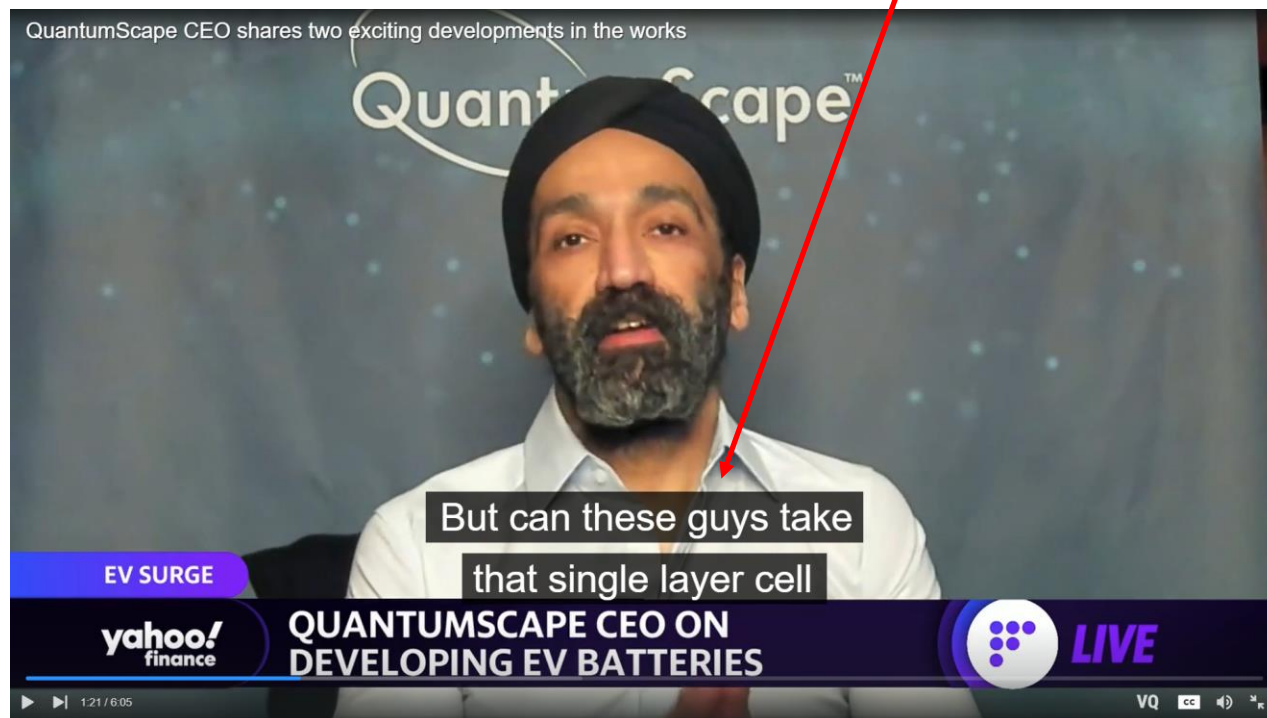 QuantumScape CEO shares two exciting developments in the works
Quant Scape™
But can these guys take
that single layer cell
EV SURGE
yahoo!
finance
QUANTUMSCAPE CEO ON
DEVELOPING EV BATTERIES
LIVE
1:21 / 6:05
VQ
CC